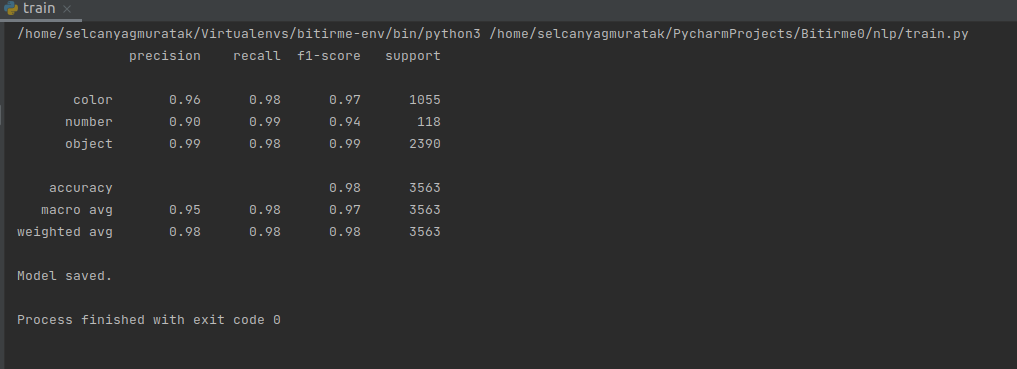 train ×
/home/selcanyagmuratak/Virtualenvs/bitirme-env/bin/python3 /home/selcanyagmuratak/PycharmProjects/Bitirme0/nlp/train.py
precision recall f1-score support
color 0.96 0.98 0.97 1055
number 0.90 0.99 0.94 118
object 0.99 0.98 0.99 2390
accuracy 0.98 3563
macro avg 0.95 0.98 0.97 3563
weighted avg 0.98 0.98 0.98 3563
Model saved.
Process finished with exit code 0